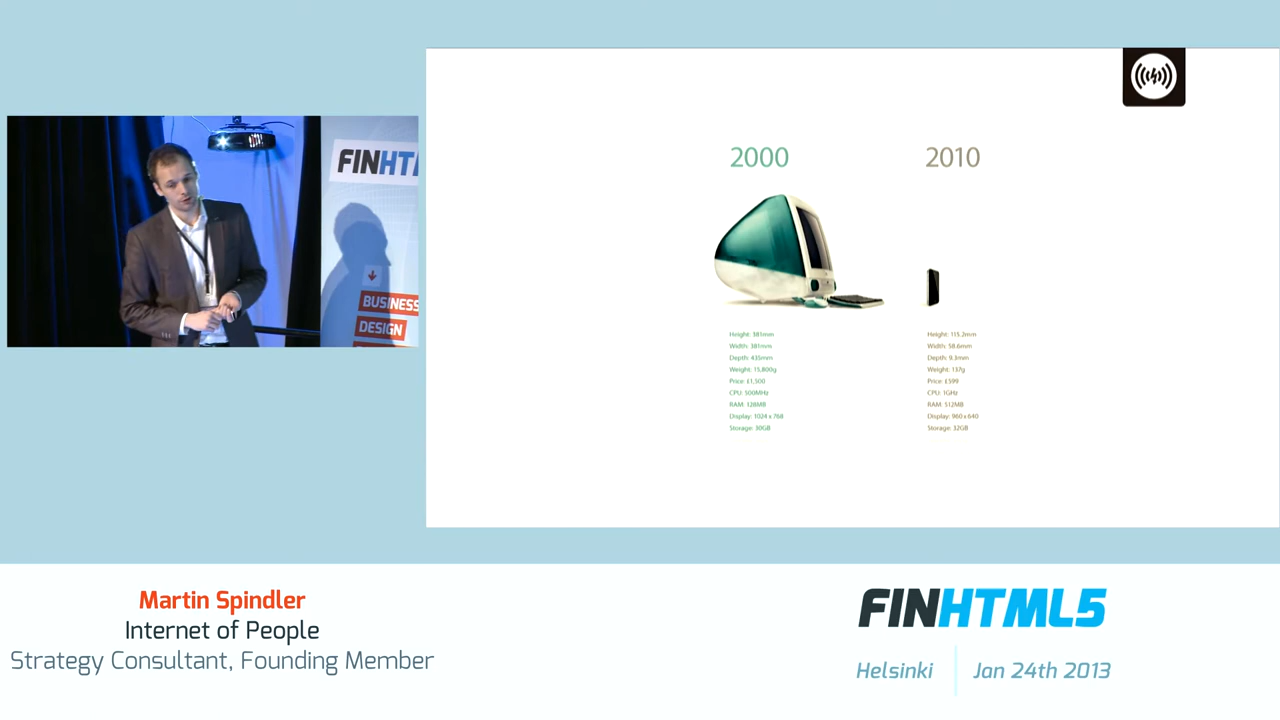 FINHT
BUSINESS
DESIGN
2000
2010
Height: 381mm
Width: 381mm
Depth: 435mm
Weight: 15,800g
Price: £1,500
CPU: 500MHz
RAM: 128MB
Display: 1024 x 768
Storage: 30GB
Height: 115.2mm
Width: 58.6mm
Depth: 9.3mm
Weight: 137g
Price: £599
CPU: 1GHz
RAM: 512MB
Display: 960 x 640
Storage: 32GB
Martin Spindler
Internet of People
Strategy Consultant, Founding Member
FINHTML5
Helsinki
Jan 24th 2013